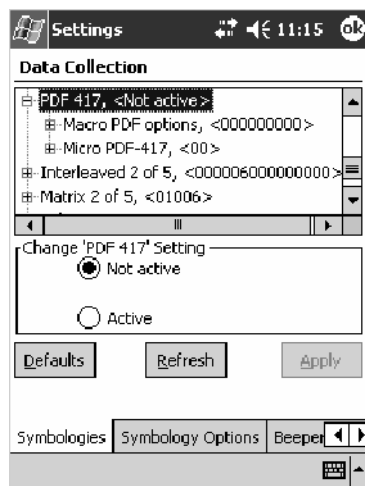 Settings 11:15 ok
Data Collection
PDF 417, <Not active>
Macro PDF options, <000000000>
Micro PDF-417, <00>
Interleaved 2 of 5, <000006000000000>
Matrix 2 of 5, <01006>
Change 'PDF 417' Setting
Not active
Active
Defaults Refresh Apply
Symbologies Symbology Options Beeper